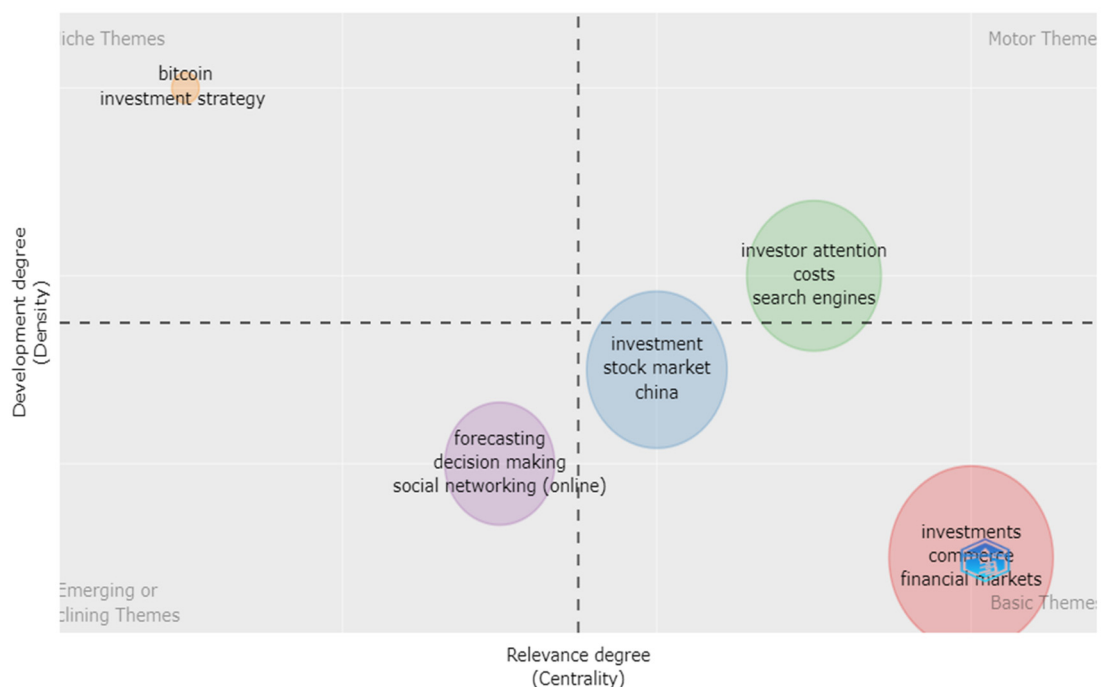 iche Themes
Motor Theme
bitcoin
investment strategy
investor attention
costs
search engines
investment
stock market
china
forecasting
decision making
social networking (online)
investments
commerce
financial markets
Emerging or
clining Themes
Basic Themes
Development degree
(Density)
Relevance degree
(Centrality)